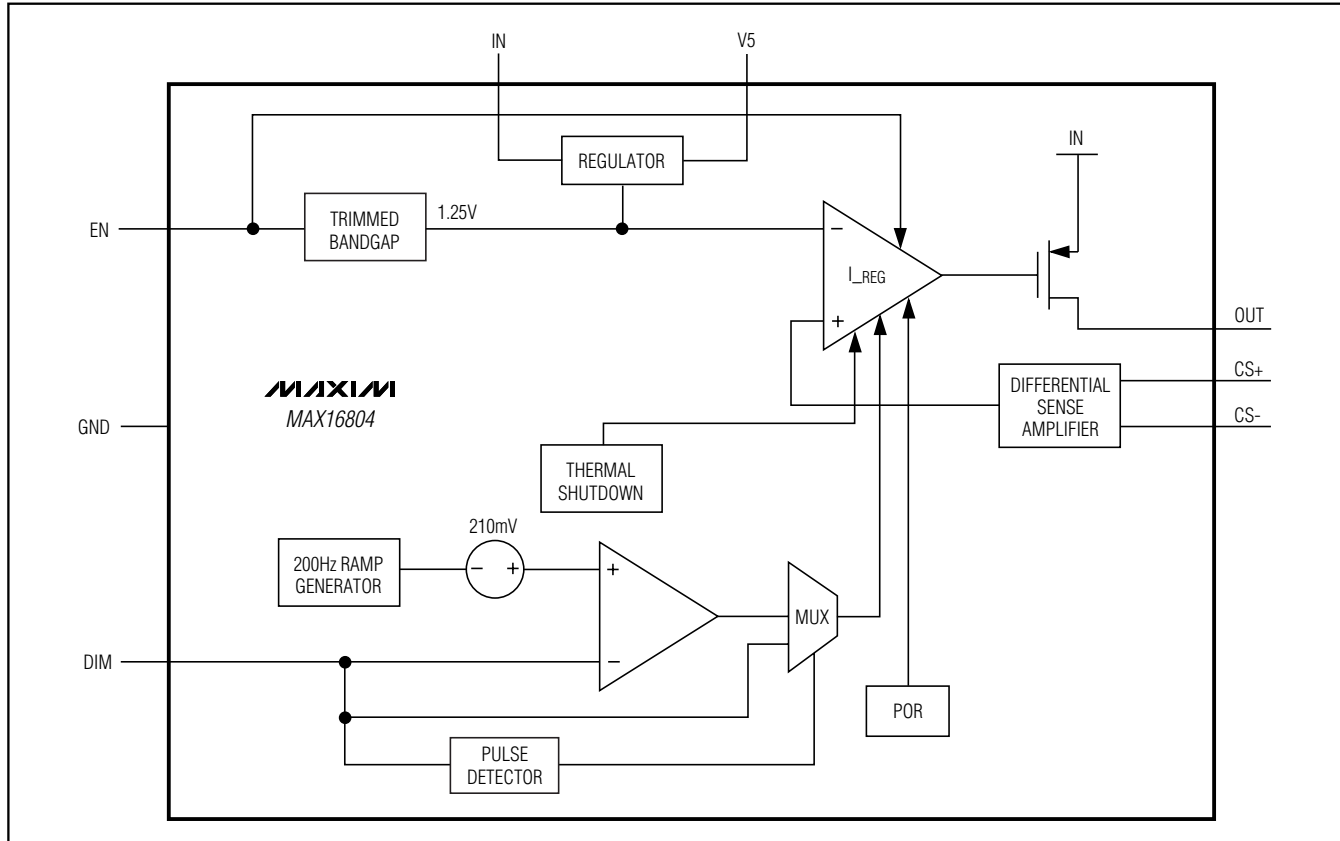 IN
V5
REGULATOR
IN
EN
TRIMMED
BANDGAP
1.25V
−
I_REG
+
OUT
CS+
CS-
DIFFERENTIAL
SENSE
AMPLIFIER
MAXIM
MAX16804
GND
THERMAL
SHUTDOWN
210mV
200Hz RAMP
GENERATOR
− +
+
−
MUX
DIM
POR
PULSE
DETECTOR